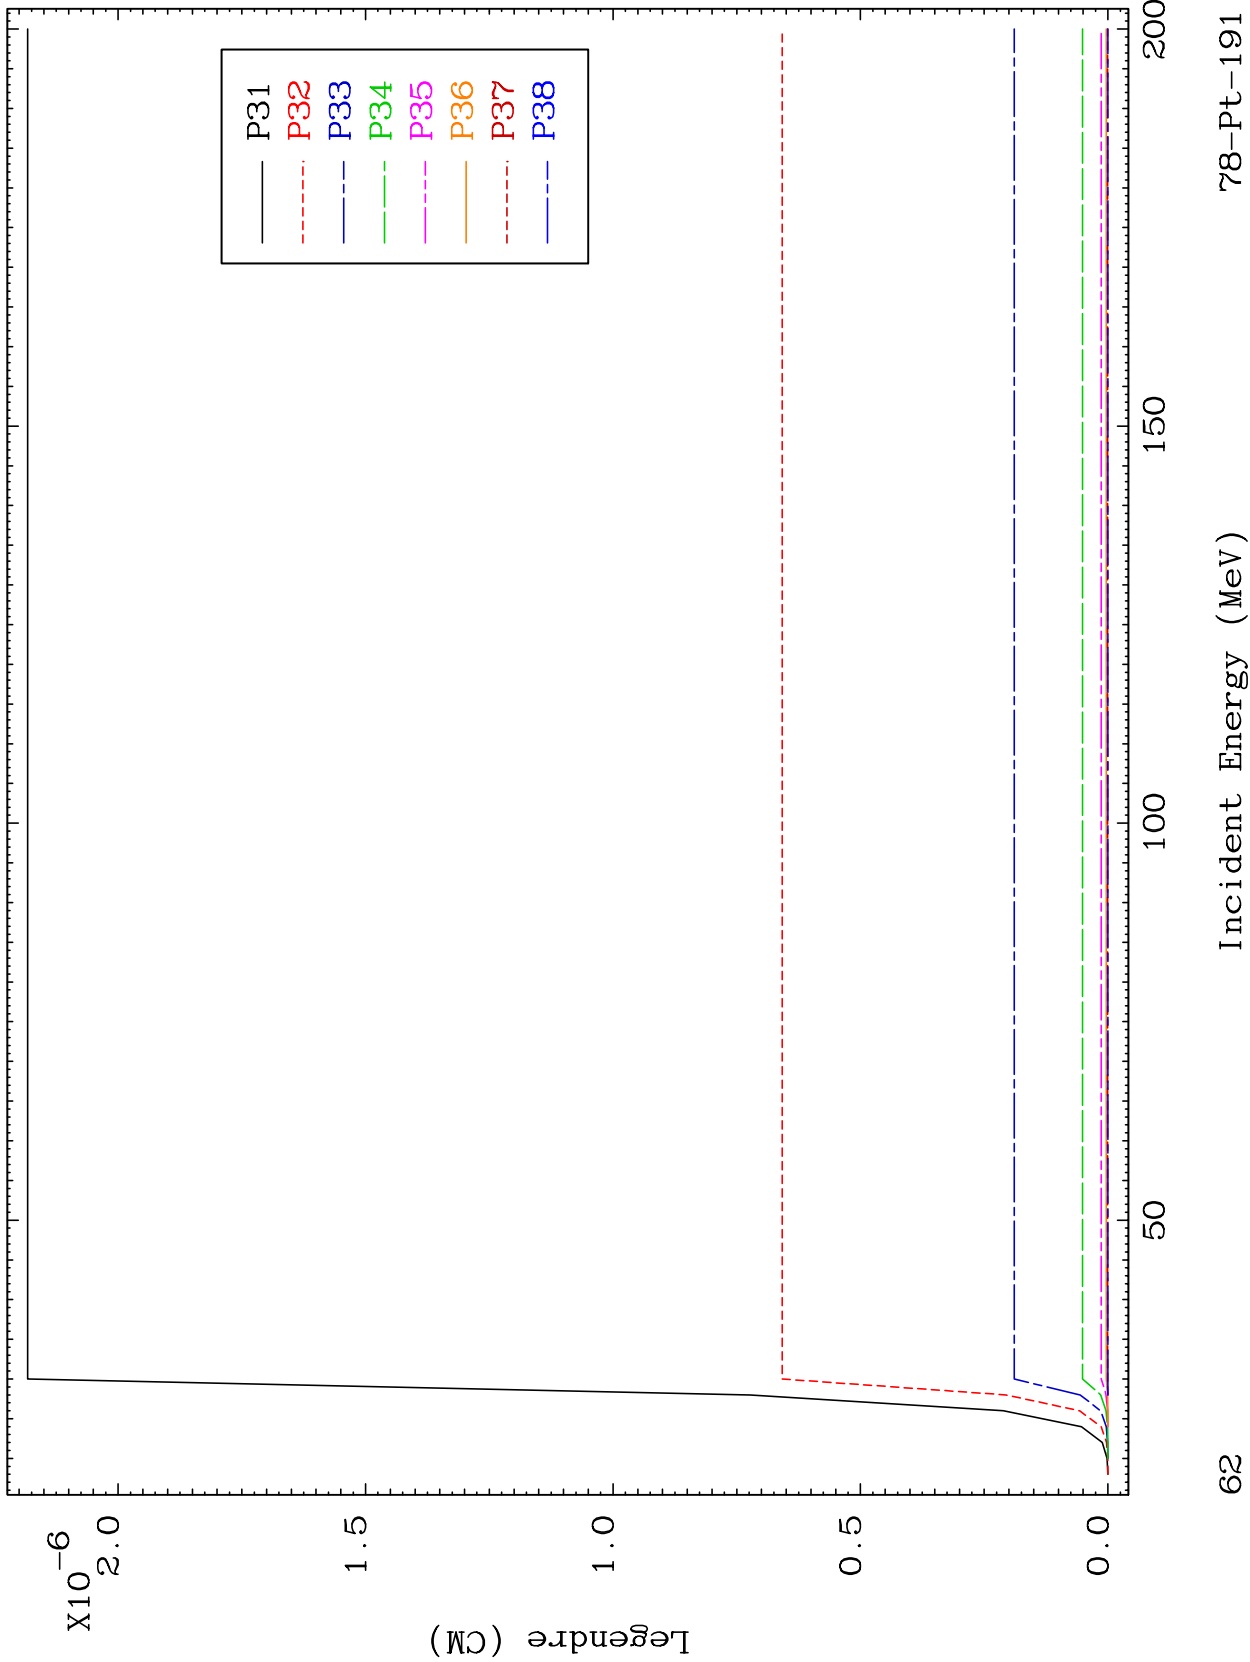 X10-6
2.0
1.5
1.0
0.5
0.0
Legendre (CM)
P31
P32
P33
P34
P35
P36
P37
P38
50
100
150
200
62
Incident Energy (MeV)
78-Pt-191